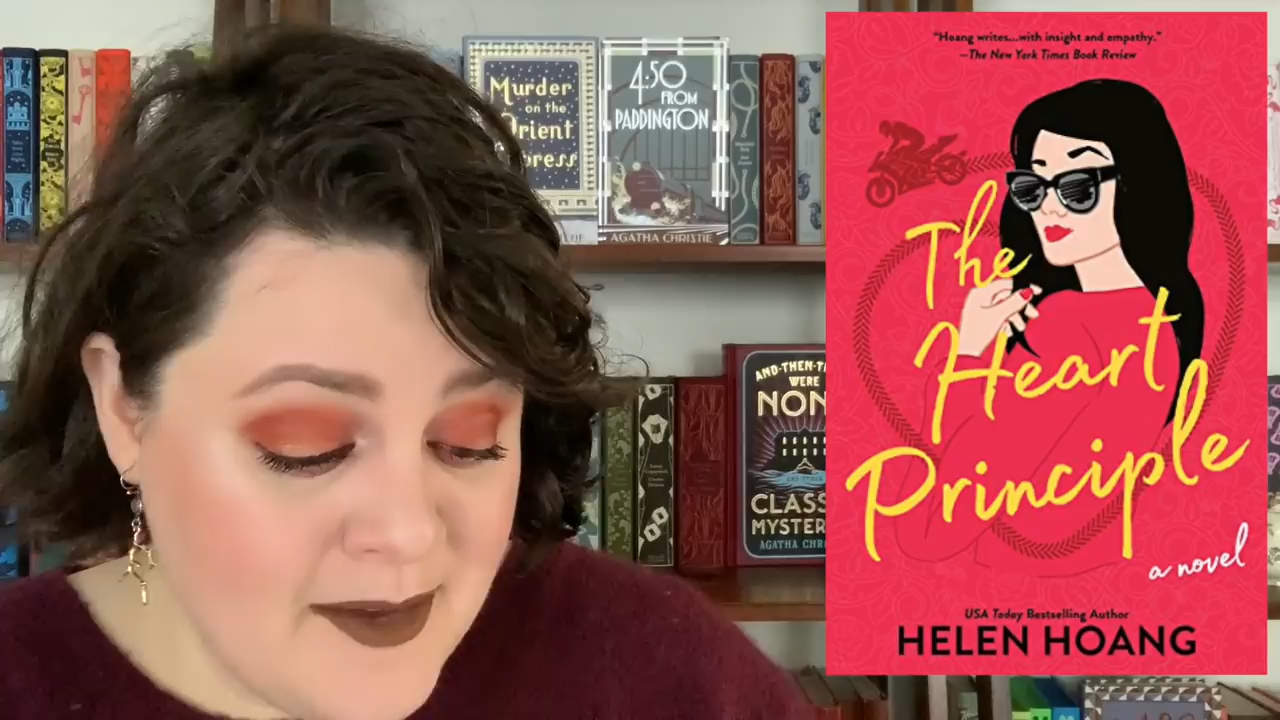 Murder
on the
Orient
4:50
FROM
PADDINGTON
AGATHA CHRISTIE
WERE
CLASS
MYSTER
"Hoang writes...with insight and empathy."
—The New York Times Book Review
The
Heart
Principle
a novel
USA Today Bestselling Author
HELEN HOANG